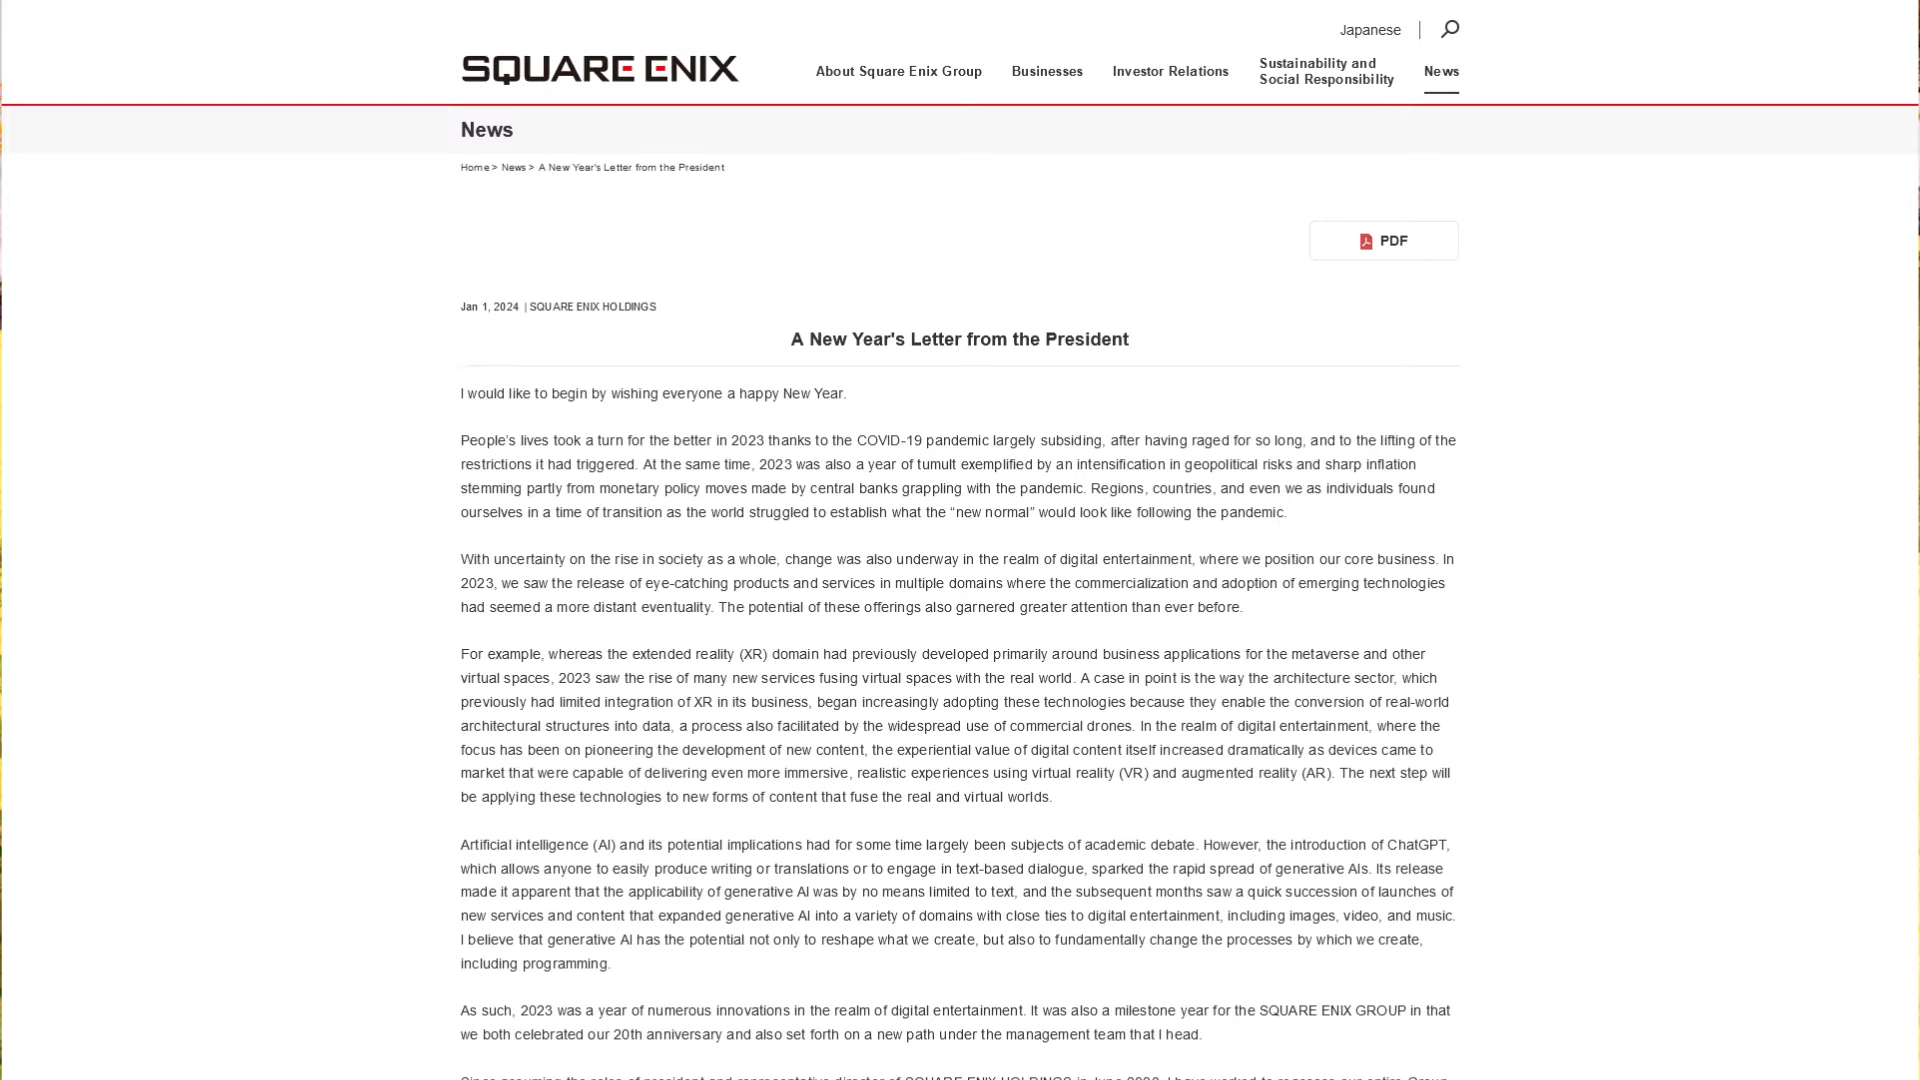 Japanese
SQUARE ENIX
About Square Enix Group
Businesses
Investor Relations
Sustainability and
Social Responsibility
News
News
Home > News > A New Year's Letter from the President
PDF
Jan 1, 2024 | SQUARE ENIX HOLDINGS
A New Year's Letter from the President
I would like to begin by wishing everyone a happy New Year.
People’s lives took a turn for the better in 2023 thanks to the COVID-19 pandemic largely subsiding, after having raged for so long, and to the lifting of the
restrictions it had triggered. At the same time, 2023 was also a year of tumult exemplified by an intensification in geopolitical risks and sharp inflation
stemming partly from monetary policy moves made by central banks grappling with the pandemic. Regions, countries, and even we as individuals found
ourselves in a time of transition as the world struggled to establish what the “new normal” would look like following the pandemic.
With uncertainty on the rise in society as a whole, change was also underway in the realm of digital entertainment, where we position our core business. In
2023, we saw the release of eye-catching products and services in multiple domains where the commercialization and adoption of emerging technologies
had seemed a more distant eventuality. The potential of these offerings also garnered greater attention than ever before.
For example, whereas the extended reality (XR) domain had previously developed primarily around business applications for the metaverse and other
virtual spaces, 2023 saw the rise of many new services fusing virtual spaces with the real world. A case in point is the way the architecture sector, which
previously had limited integration of XR in its business, began increasingly adopting these technologies because they enable the conversion of real-world
architectural structures into data, a process also facilitated by the widespread use of commercial drones. In the realm of digital entertainment, where the
focus has been on pioneering the development of new content, the experiential value of digital content itself increased dramatically as devices came to
market that were capable of delivering even more immersive, realistic experiences using virtual reality (VR) and augmented reality (AR). The next step will
be applying these technologies to new forms of content that fuse the real and virtual worlds.
Artificial intelligence (AI) and its potential implications had for some time largely been subjects of academic debate. However, the introduction of ChatGPT,
which allows anyone to easily produce writing or translations or to engage in text-based dialogue, sparked the rapid spread of generative AIs. Its release
made it apparent that the applicability of generative AI was by no means limited to text, and the subsequent months saw a quick succession of launches of
new services and content that expanded generative AI into a variety of domains with close ties to digital entertainment, including images, video, and music.
I believe that generative AI has the potential not only to reshape what we create, but also to fundamentally change the processes by which we create,
including programming.
As such, 2023 was a year of numerous innovations in the realm of digital entertainment. It was also a milestone year for the SQUARE ENIX GROUP in that
we both celebrated our 20th anniversary and also set forth on a new path under the management team that I head.